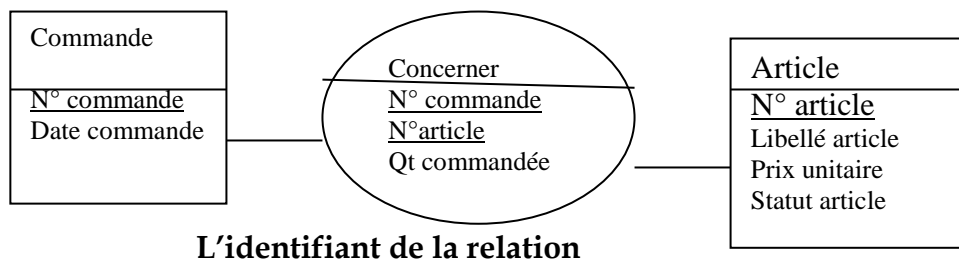 Commande
N° commande
Date commande
Concerner
N° commande
N°article
Qt commandée
Article
N° article
Libellé article
Prix unitaire
Statut article
L'identifiant de la relation